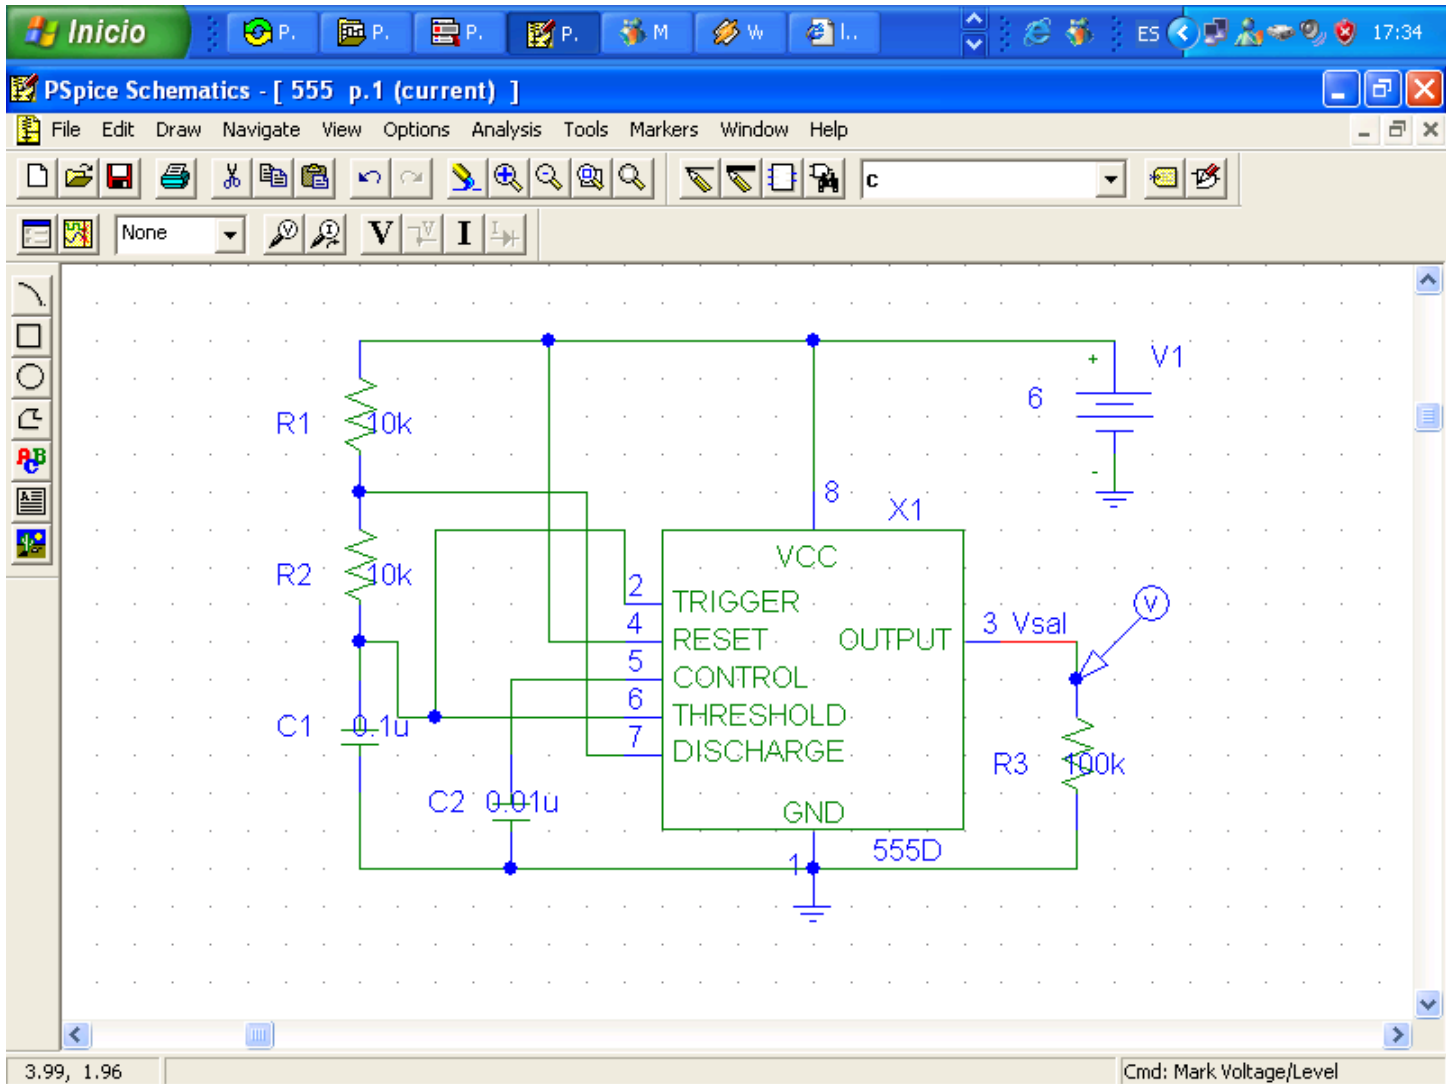 Inicio P. P. P. P. M W I.. ES 17:34
PSpice Schematics - [ 555 p.1 (current) ]
File Edit Draw Navigate View Options Analysis Tools Markers Window Help
c
None V V I I
ABC
V1
+
6
R1 10k
-
8
X1
VCC
R2 10k
2 TRIGGER
V
4 RESET OUTPUT 3 Vsal
5 CONTROL
6 THRESHOLD
C1 0.1u
7 DISCHARGE
R3 100k
C2 0.01u
GND
1 555D
3.99, 1.96 Cmd: Mark Voltage/Level